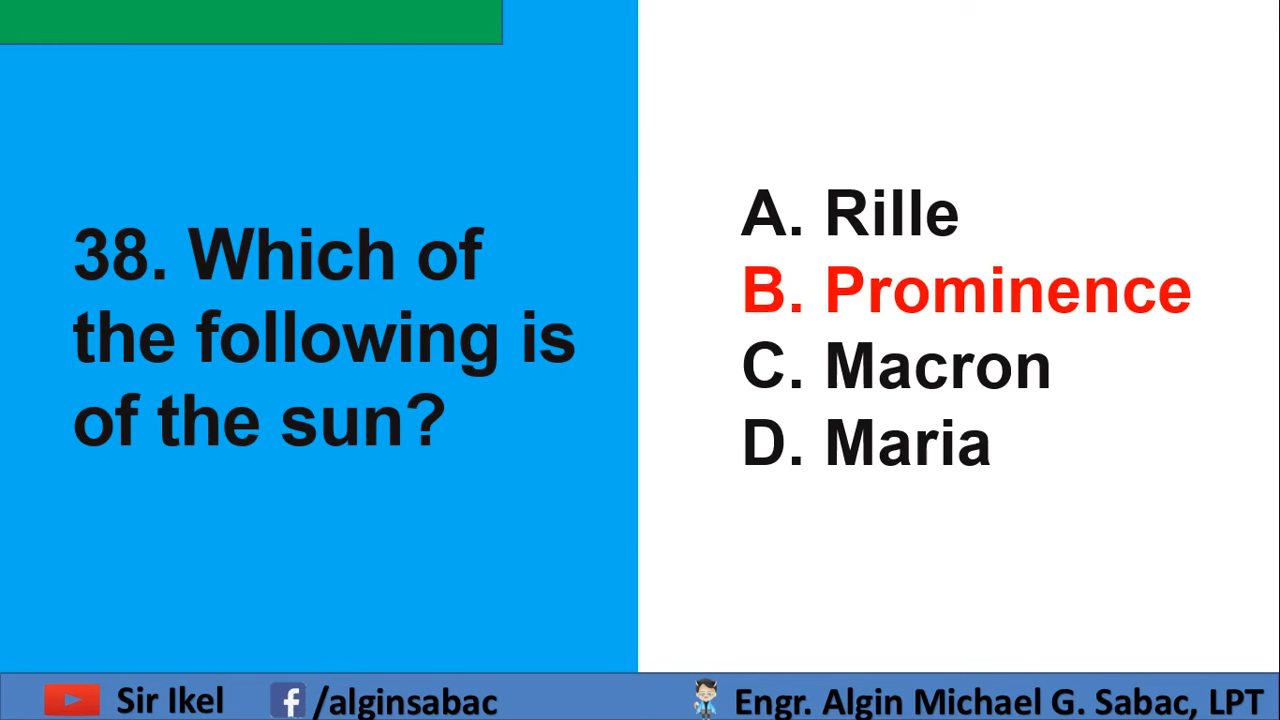 38. Which of
the following is
of the sun?
A. Rille
B. Prominence
C. Macron
D. Maria
Sir Ikel
/alginsabac
Engr. Algin Michael G. Sabac, LPT